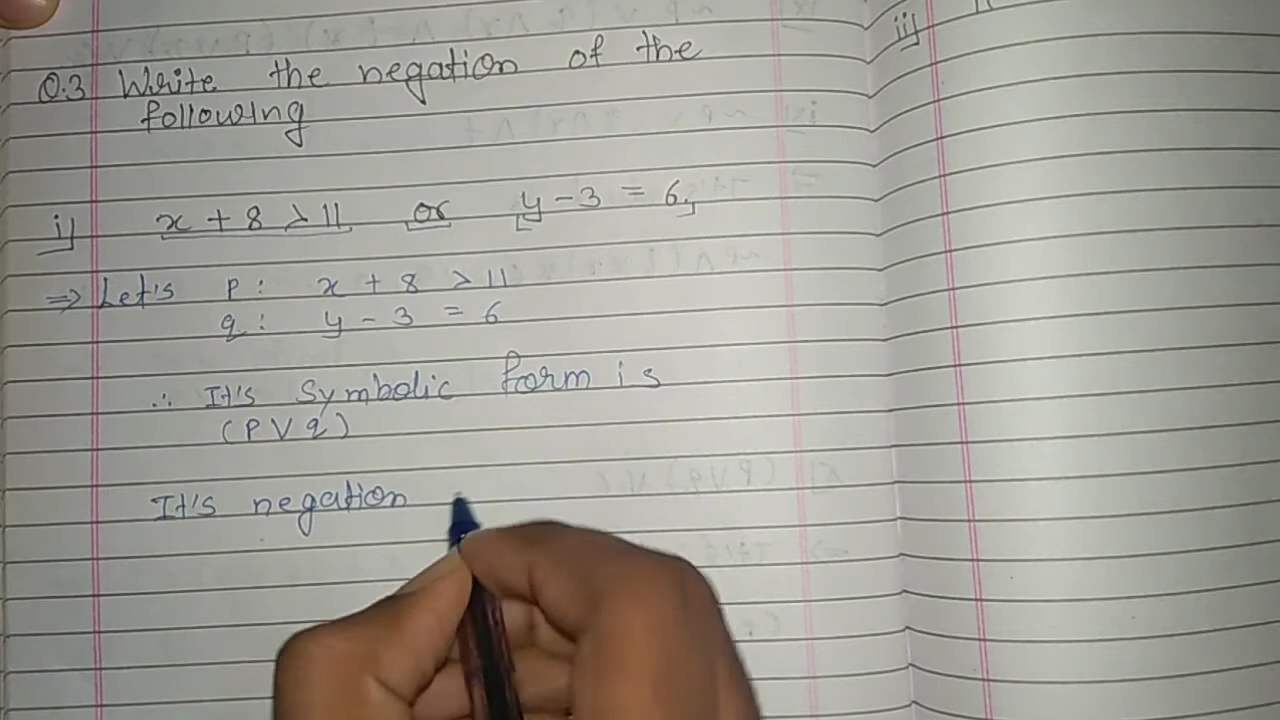 Q.3 Write the negation of the
following
i) x + 8 > 11 or y - 3 = 6.
⇒ Let's p : x + 8 > 11
q : y - 3 = 6
∴ It's Symbolic form is
(P V q)
It's negation
ii)